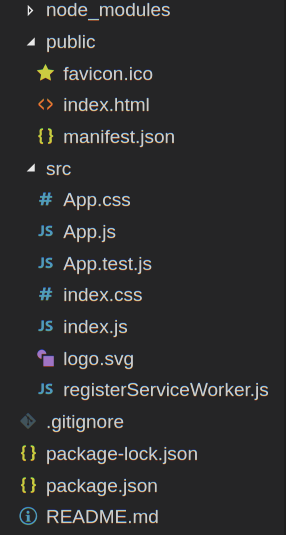 node_modules
public
favicon.ico
index.html
manifest.json
src
App.css
App.js
App.test.js
index.css
index.js
logo.svg
registerServiceWorker.js
.gitignore
package-lock.json
package.json
README.md